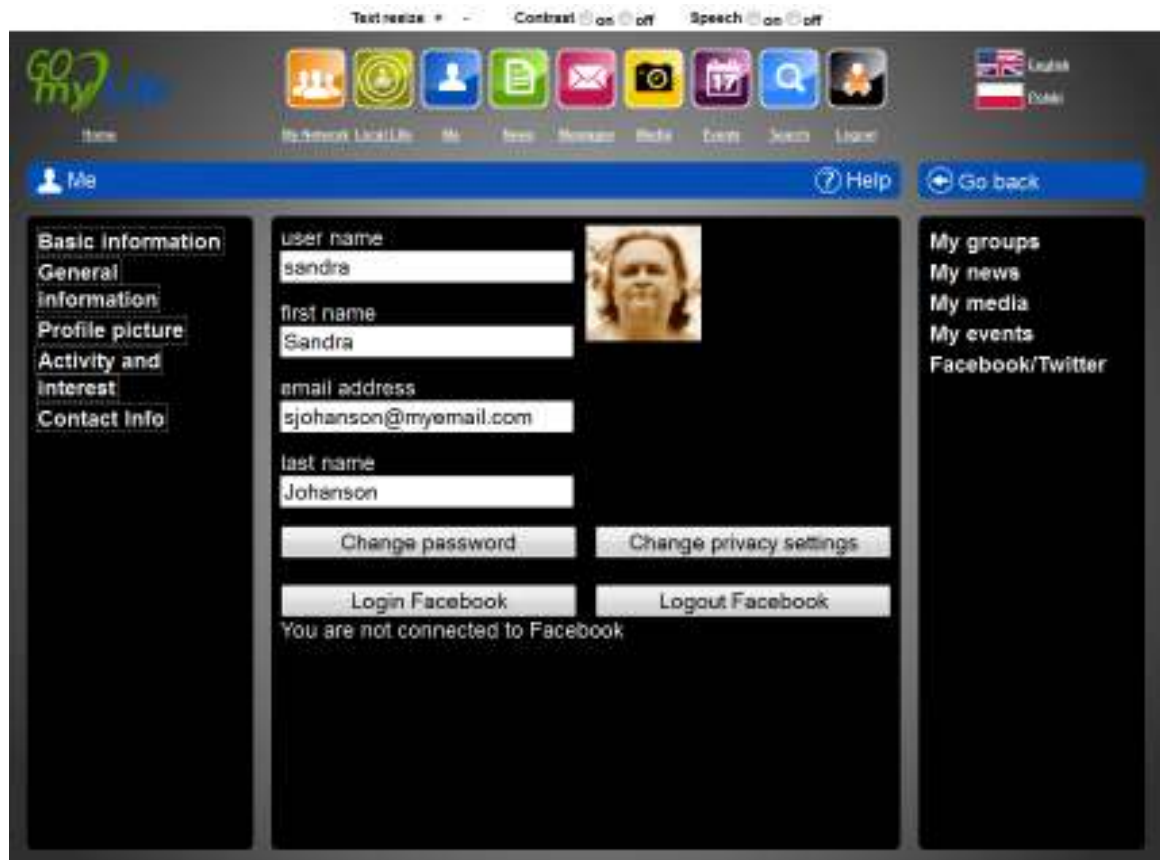 Text resize + -
Contrast on off
Speech on off
GO
my Life
Home
My Network
Local Life
Me
News
Messages
Media
17
Events
Search
Logout
English
Polski
Me
? Help
Go back
Basic information
General
information
Profile picture
Activity and
interest
Contact Info
user name
sandra
first name
Sandra
email address
sjohanson@myemail.com
last name
Johanson
Change password
Change privacy settings
Login Facebook
Logout Facebook
You are not connected to Facebook
My groups
My news
My media
My events
Facebook/Twitter